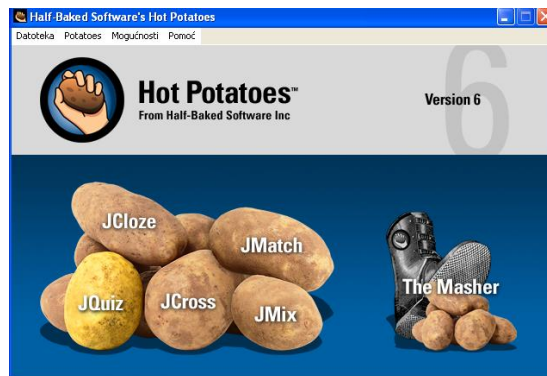 Half-Baked Software's Hot Potatoes
Datoteka Potatoes Mogućnosti Pomoć
Hot Potatoes™
From Half-Baked Software Inc
Version 6
6
JCloze
JMatch
JQuiz
JCross
JMix
The Masher